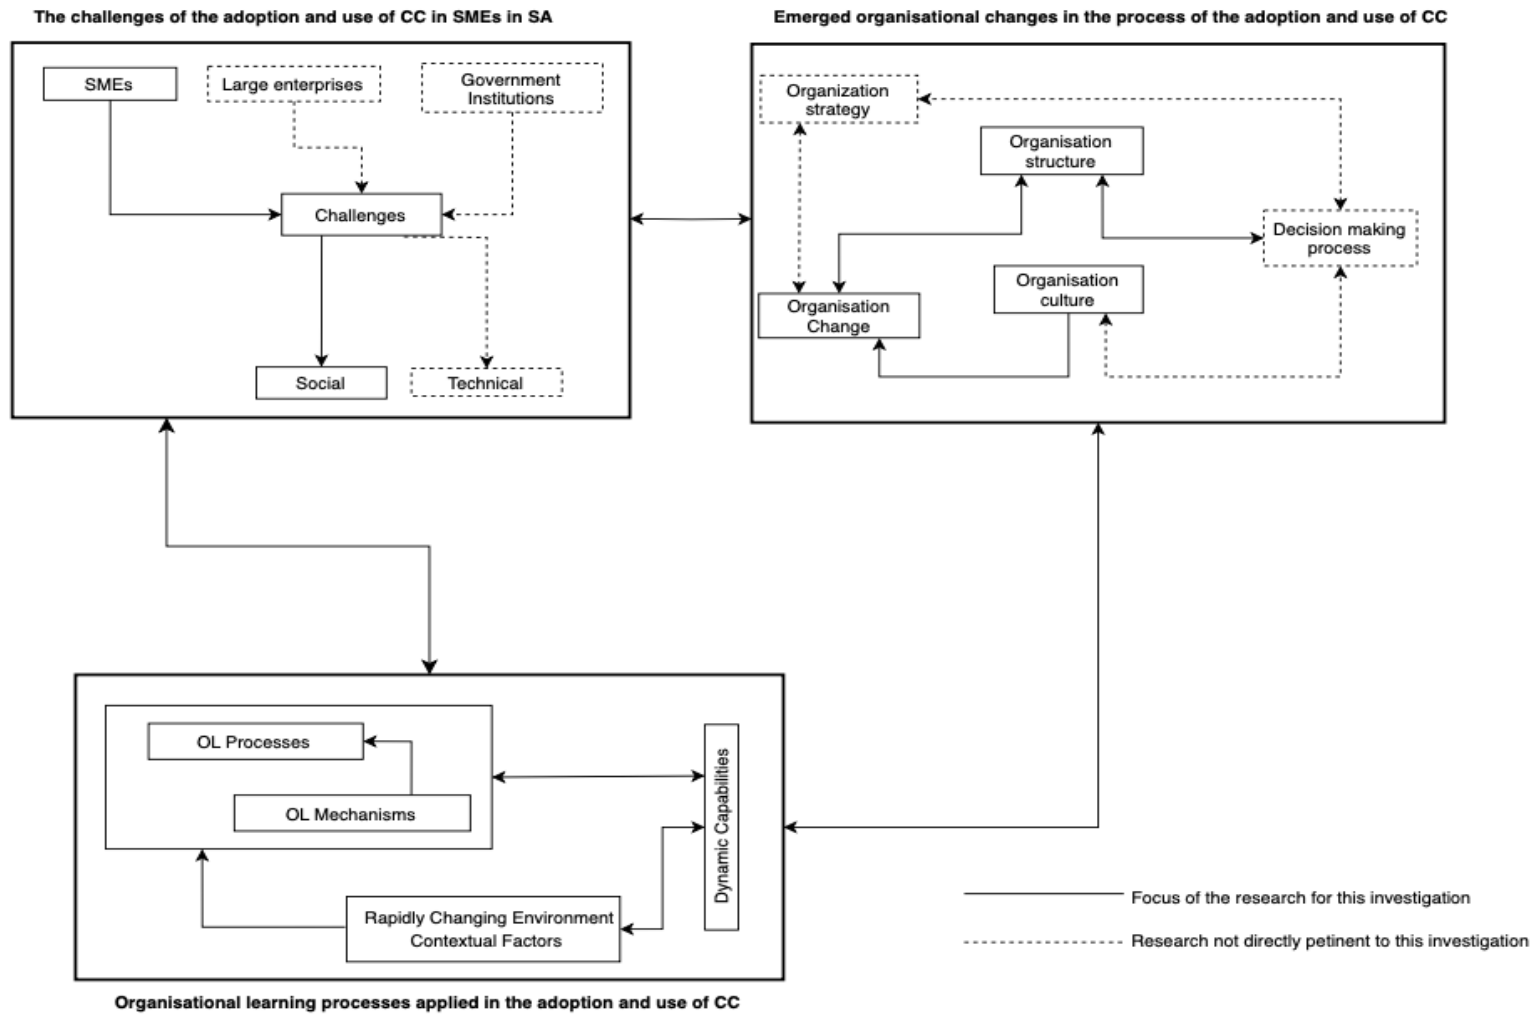 The challenges of the adoption and use of CC in SMEs in SA
SMEs
Large enterprises
Government
Institutions
Challenges
Social
Technical
Emerged organisational changes in the process of the adoption and use of CC
Organization
strategy
Organisation
structure
Decision making
process
Organisation
culture
Organisation
Change
OL Processes
OL Mechanisms
Dynamic Capabilities
Rapidly Changing Environment
Contextual Factors
Organisational learning processes applied in the adoption and use of CC
Focus of the research for this investigation
Research not directly petinent to this investigation